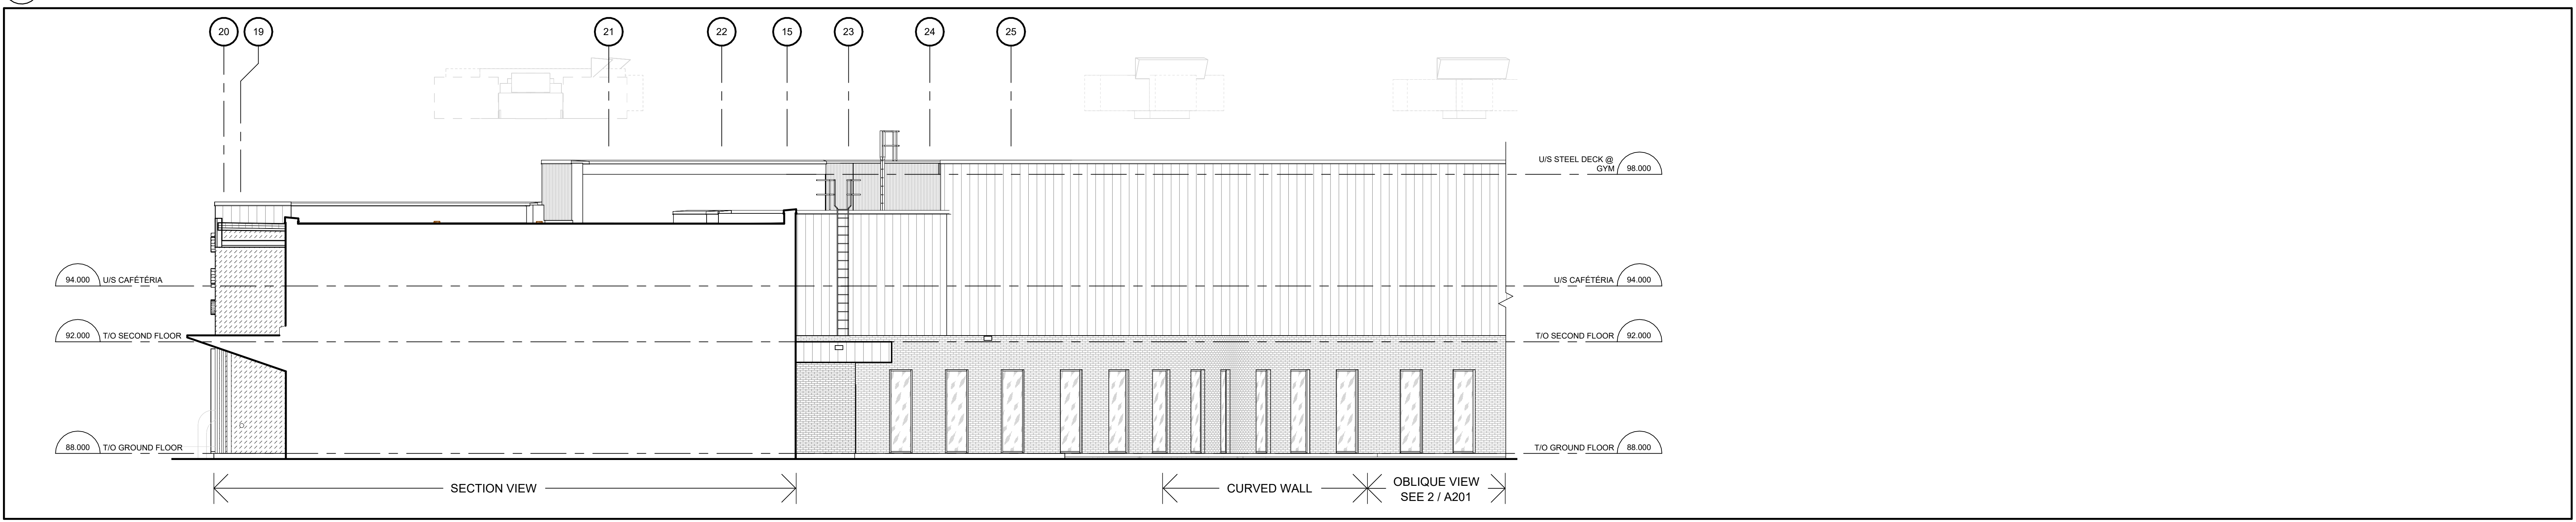 20
19
21
22
15
23
24
25
U/S STEEL DECK @
GYM
98.000
94.000
U/S CAFÉTÉRIA
U/S CAFÉTÉRIA
94.000
92.000
T/O SECOND FLOOR
T/O SECOND FLOOR
92.000
88.000
T/O GROUND FLOOR
T/O GROUND FLOOR
88.000
SECTION VIEW
CURVED WALL
OBLIQUE VIEW
SEE 2 / A201